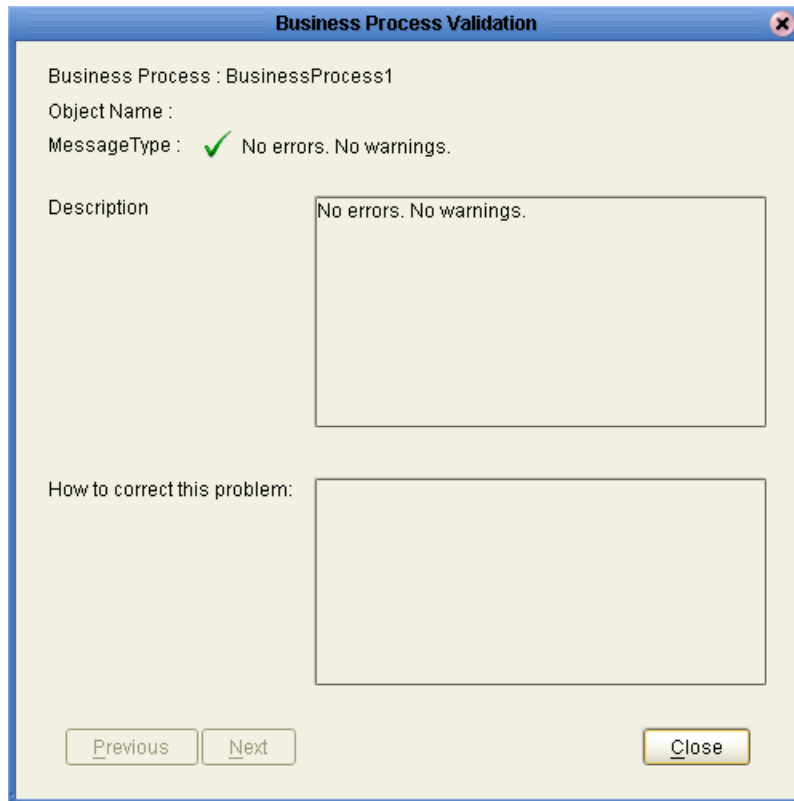 Business Process Validation
Business Process : BusinessProcess1
Object Name :
MessageType : No errors. No warnings.
Description
No errors. No warnings.
How to correct this problem:
Previous
Next
Close